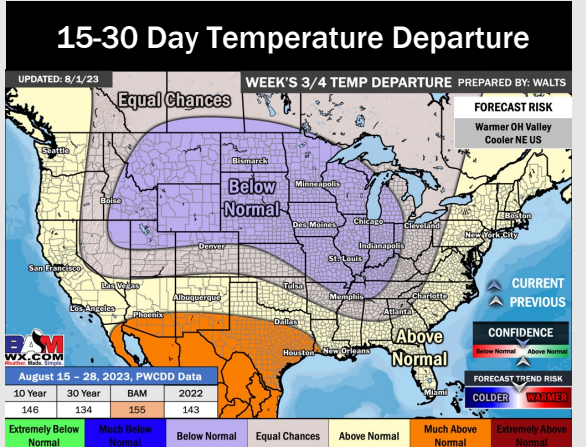 15-30 Day Temperature Departure
UPDATED: 8/1/23
WEEK'S 3/4 TEMP DEPARTURE PREPARED BY: WALTS
Equal Chances
FORECAST RISK
Warmer OH Valley
Cooler NE US
Seattle
Bismarck
Minneapolis
Below
Normal
Boise
Boston
Des Moines
Chicago
Cleveland
New York City
Indianapolis
Denver
St. Louis
San Francisco
Las Vegas
Tulsa
CURRENT
Albuquerque
Memphis
Charlotte
PREVIOUS
Los Angeles
Phoenix
Atlanta
Dallas
CONFIDENCE
Above
Normal
Below Normal
Above Normal
BAM
WX.COM
Weather. Made. Simple.
Houston
New Orleans
August 15 – 28, 2023, PWCDD Data
FORECAST TREND RISK
10 Year
30 Year
BAM
2022
Miami
COLDER
WARMER
146
134
155
143
Extremely Below
Normal
Much Below
Normal
Below Normal
Equal Chances
Above Normal
Much Above
Normal
Extremely Above
Normal